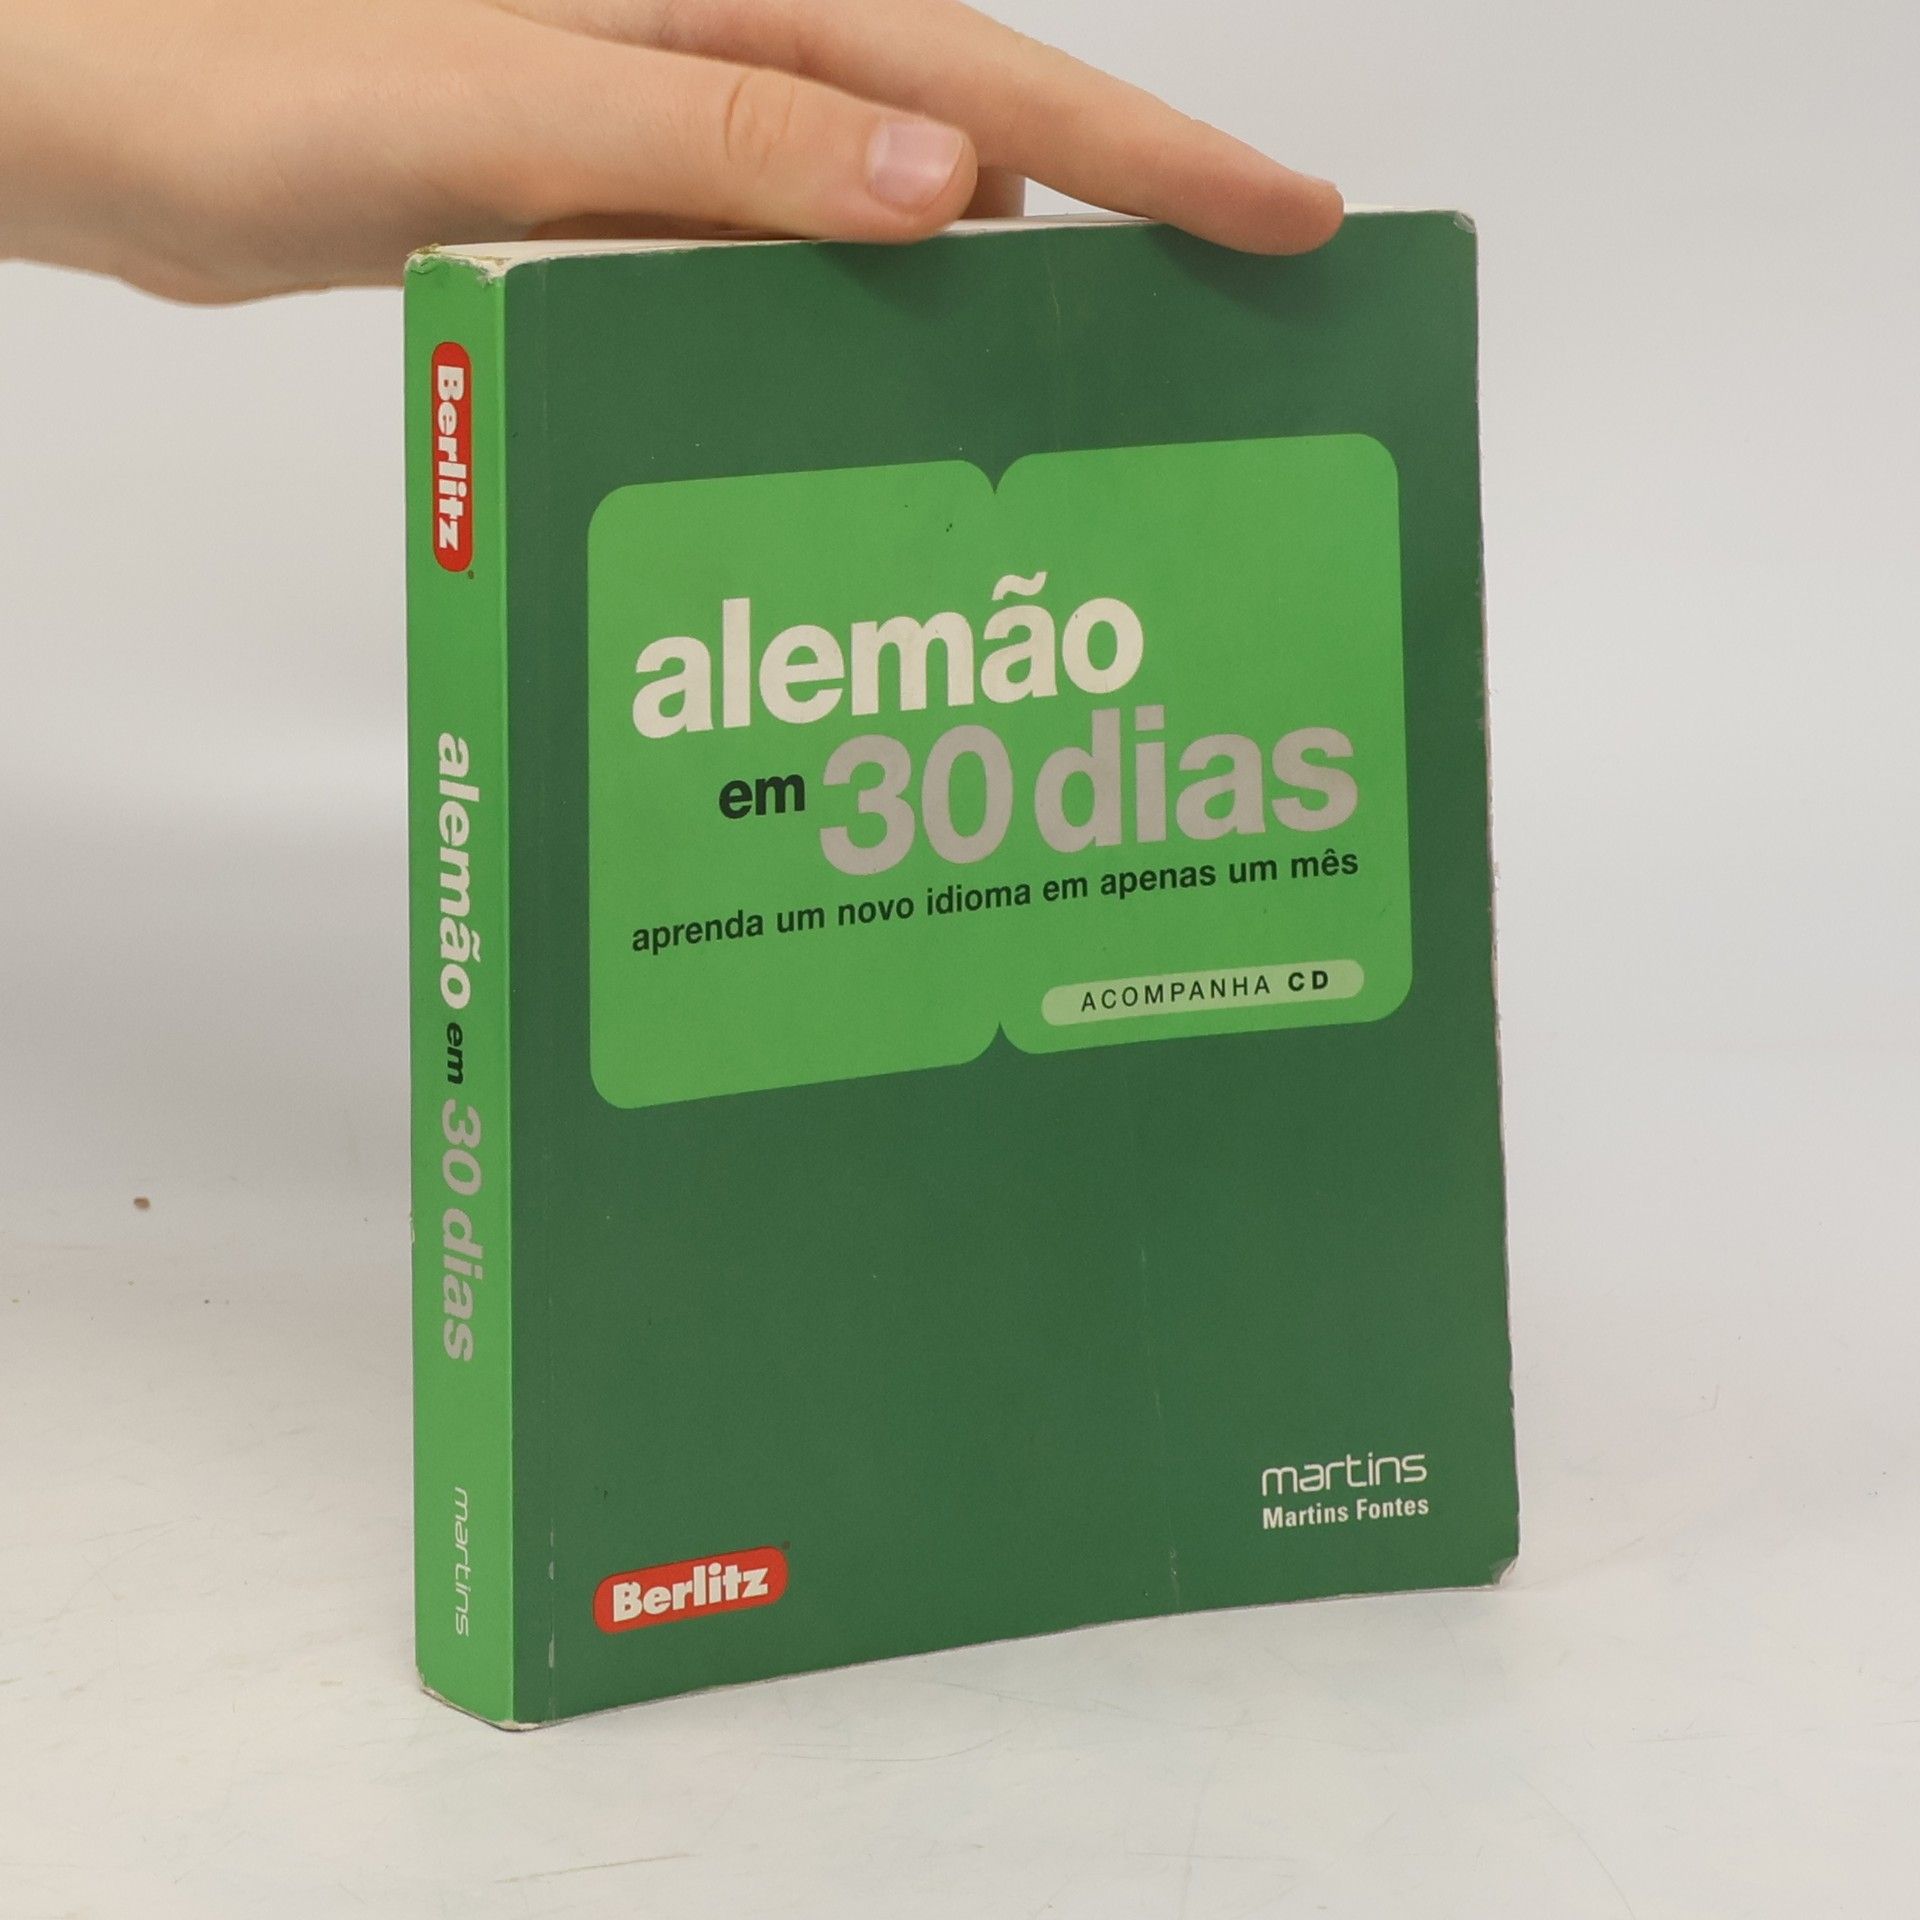 Berlitz
alemão em 30 dias
martins
alemão
em 30 dias
aprenda um novo idioma em apenas um mês
ACOMPANHA CD
martins
Martins Fontes
Berlitz